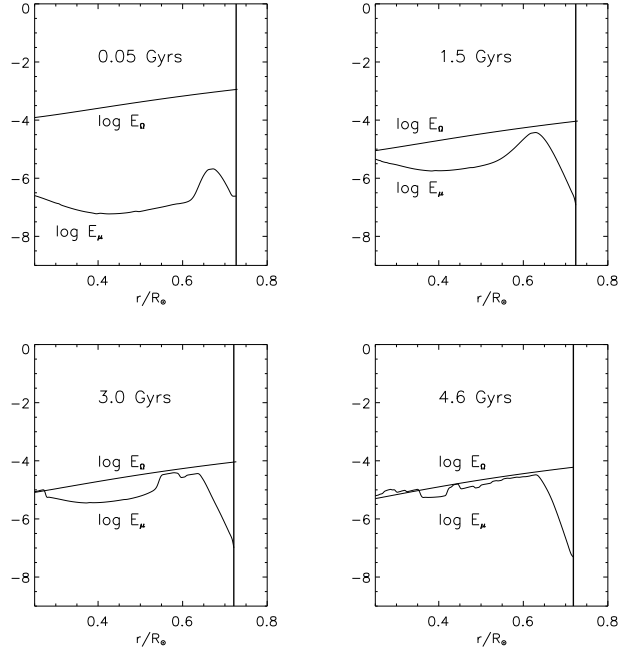 0
0.05 Gyrs
−2
−4
log E_Ω
−6
log E_μ
−8
0.4 0.6 0.8
r/R_⊙
0
1.5 Gyrs
−2
−4
log E_Ω
−6
log E_μ
−8
0.4 0.6 0.8
r/R_⊙
0
3.0 Gyrs
−2
−4
log E_Ω
−6
log E_μ
−8
0.4 0.6 0.8
r/R_⊙
0
4.6 Gyrs
−2
−4
log E_Ω
−6
log E_μ
−8
0.4 0.6 0.8
r/R_⊙